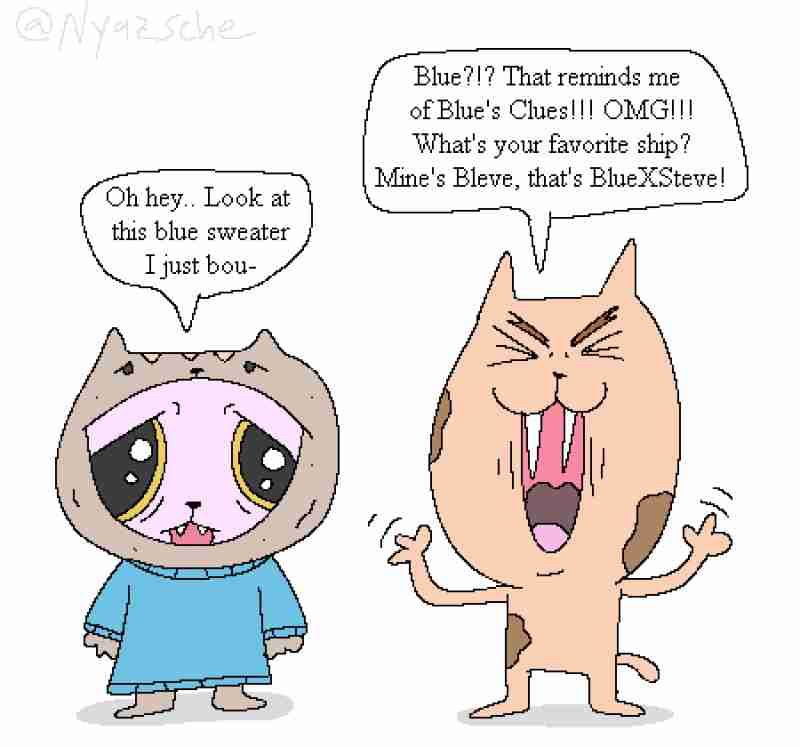 @Nyazsche
Oh hey.. Look at
this blue sweater
I just bou-
Blue?!? That reminds me
of Blue's Clues!!! OMG!!!
What's your favorite ship?
Mine's Bleve, that's BlueXSteve!